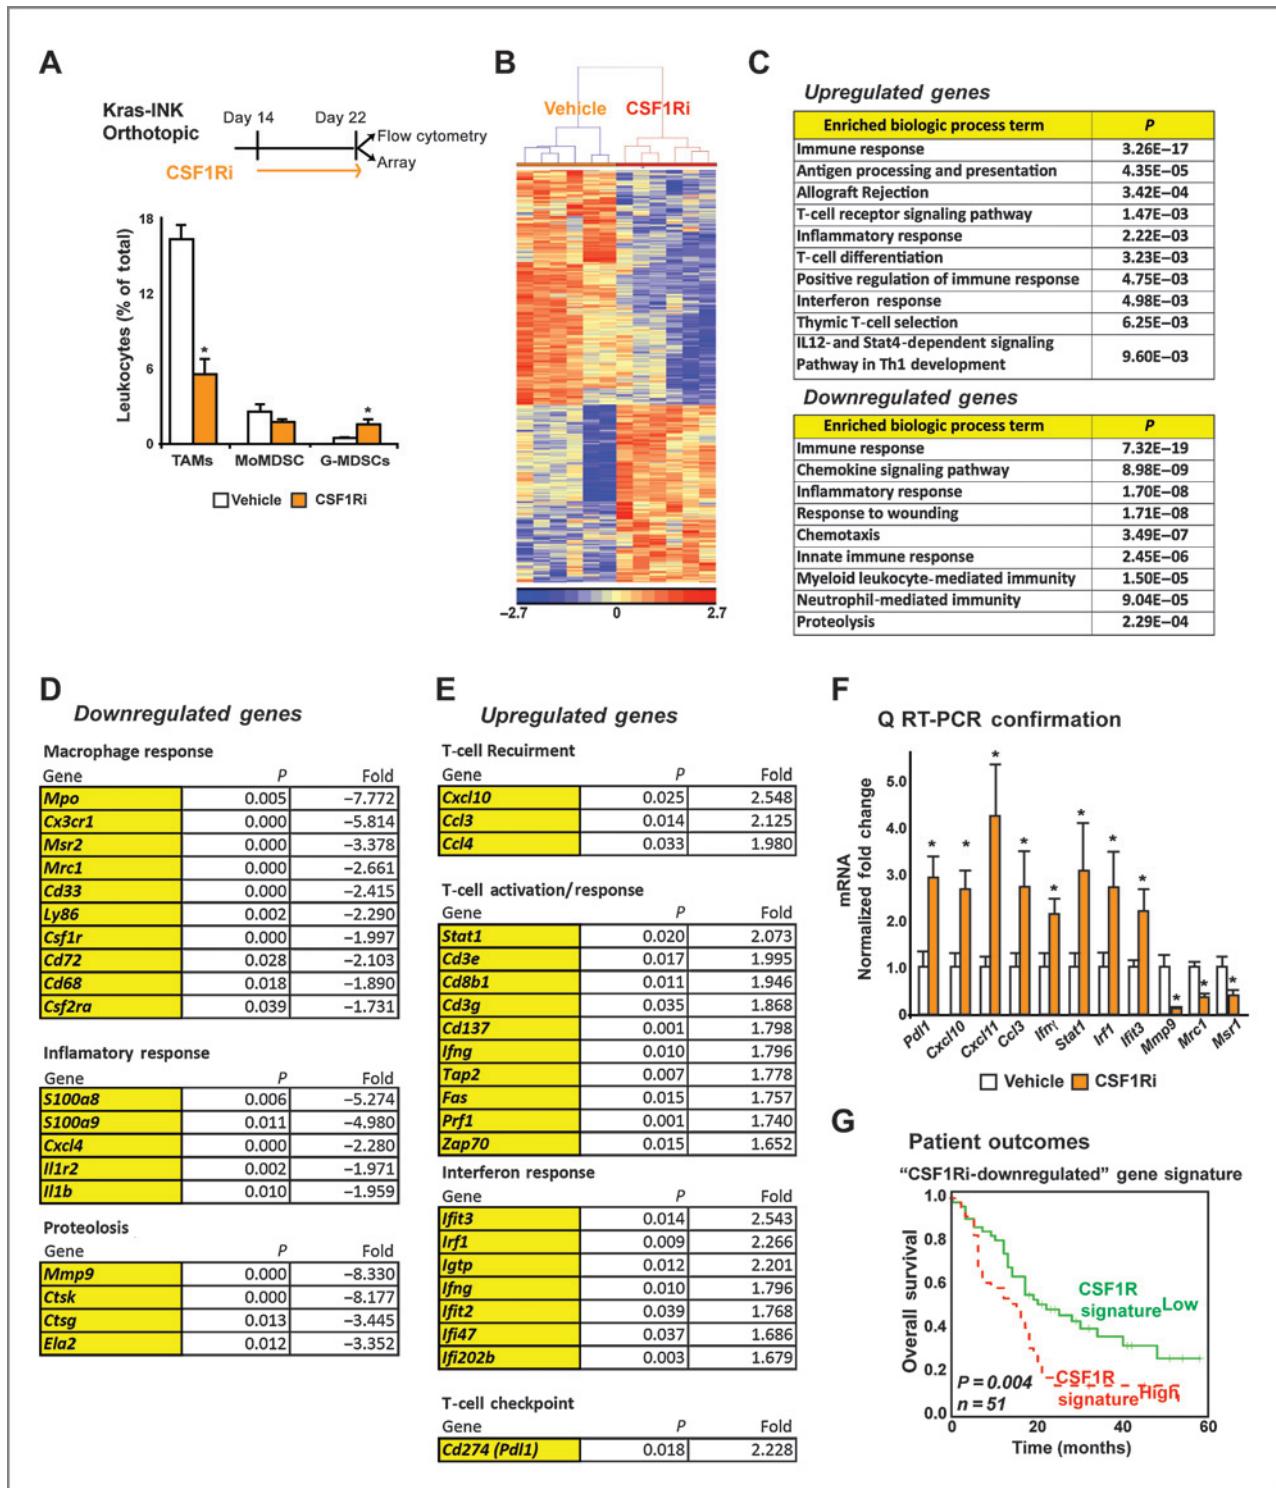 A
Kras-INK
Orthotopic
Day 14
Day 22
Flow cytometry
Array
CSF1Ri
Leukocytes (% of total)
18
12
6
0
TAMs
MoMDSC
G-MDSCs
*
*
Vehicle
CSF1Ri
B
Vehicle
CSF1Ri
−2.7
0
2.7
C
Upregulated genes
Enriched biologic process term P
Immune response 3.26E−17
Antigen processing and presentation 4.35E−05
Allograft Rejection 3.42E−04
T-cell receptor signaling pathway 1.47E−03
Inflammatory response 2.22E−03
T-cell differentiation 3.23E−03
Positive regulation of immune response 4.75E−03
Interferon response 4.98E−03
Thymic T-cell selection 6.25E−03
IL12- and Stat4-dependent signaling
Pathway in Th1 development 9.60E−03
Downregulated genes
Enriched biologic process term P
Immune response 7.32E−19
Chemokine signaling pathway 8.98E−09
Inflammatory response 1.70E−08
Response to wounding 1.71E−08
Chemotaxis 3.49E−07
Innate immune response 2.45E−06
Myeloid leukocyte-mediated immunity 1.50E−05
Neutrophil-mediated immunity 9.04E−05
Proteolysis 2.29E−04
D
Downregulated genes
Macrophage response
Gene P Fold
Mpo 0.005 −7.772
Cx3cr1 0.000 −5.814
Msr2 0.000 −3.378
Mrc1 0.000 −2.661
Cd33 0.000 −2.415
Ly86 0.002 −2.290
Csf1r 0.000 −1.997
Cd72 0.028 −2.103
Cd68 0.018 −1.890
Csf2ra 0.039 −1.731
Inflamatory response
Gene P Fold
S100a8 0.006 −5.274
S100a9 0.011 −4.980
Cxcl4 0.000 −2.280
Il1r2 0.002 −1.971
Il1b 0.010 −1.959
Proteolosis
Gene P Fold
Mmp9 0.000 −8.330
Ctsk 0.000 −8.177
Ctsg 0.013 −3.445
Ela2 0.012 −3.352
E
Upregulated genes
T-cell Recuirment
Gene P Fold
Cxcl10 0.025 2.548
Ccl3 0.014 2.125
Ccl4 0.033 1.980
T-cell activation/response
Gene P Fold
Stat1 0.020 2.073
Cd3e 0.017 1.995
Cd8b1 0.011 1.946
Cd3g 0.035 1.868
Cd137 0.001 1.798
Ifng 0.010 1.796
Tap2 0.007 1.778
Fas 0.015 1.757
Prf1 0.001 1.740
Zap70 0.015 1.652
Interferon response
Gene P Fold
Ifit3 0.014 2.543
Irf1 0.009 2.266
Igtp 0.012 2.201
Ifng 0.010 1.796
Ifit2 0.039 1.768
Ifi47 0.037 1.686
Ifi202b 0.003 1.679
T-cell checkpoint
Gene P Fold
Cd274 (Pdl1) 0.018 2.228
F
Q RT-PCR confirmation
mRNA
Normalized fold change
5.0
4.0
3.0
2.0
1.0
0
* * * * * * * * * * *
Pdl1
Cxcl10
Cxcl11
Ccl3
Ifnγ
Stat1
Irf1
Ifit3
Mmp9
Mrc1
Msr1
Vehicle
CSF1Ri
G
Patient outcomes
“CSF1Ri-downregulated” gene signature
Overall survival
1.0
0.8
0.6
0.4
0.2
0.0
CSF1R
signature Low
CSF1R
signature High
P = 0.004
n = 51
0
20
40
60
Time (months)